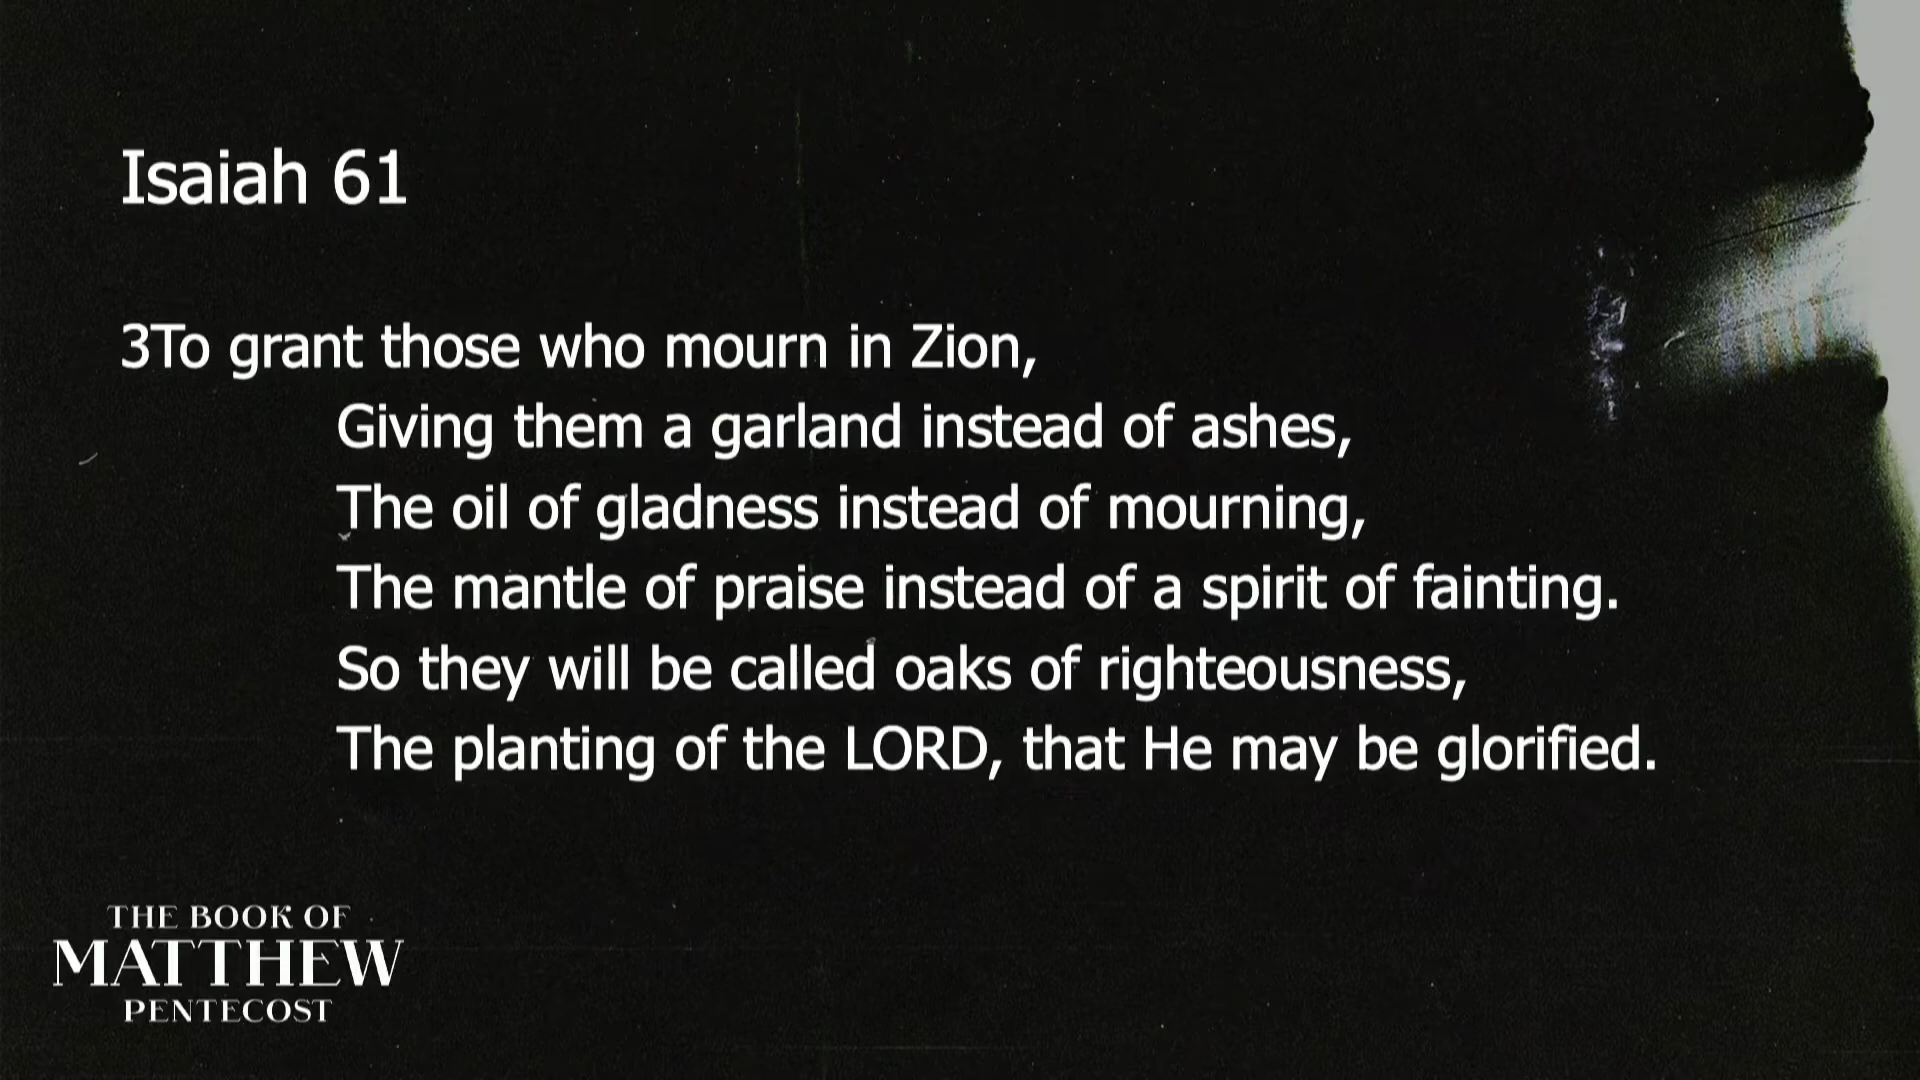 Isaiah 61
3To grant those who mourn in Zion,
Giving them a garland instead of ashes,
The oil of gladness instead of mourning,
The mantle of praise instead of a spirit of fainting.
So they will be called oaks of righteousness,
The planting of the LORD, that He may be glorified.
THE BOOK OF
MATTHEW
PENTECOST